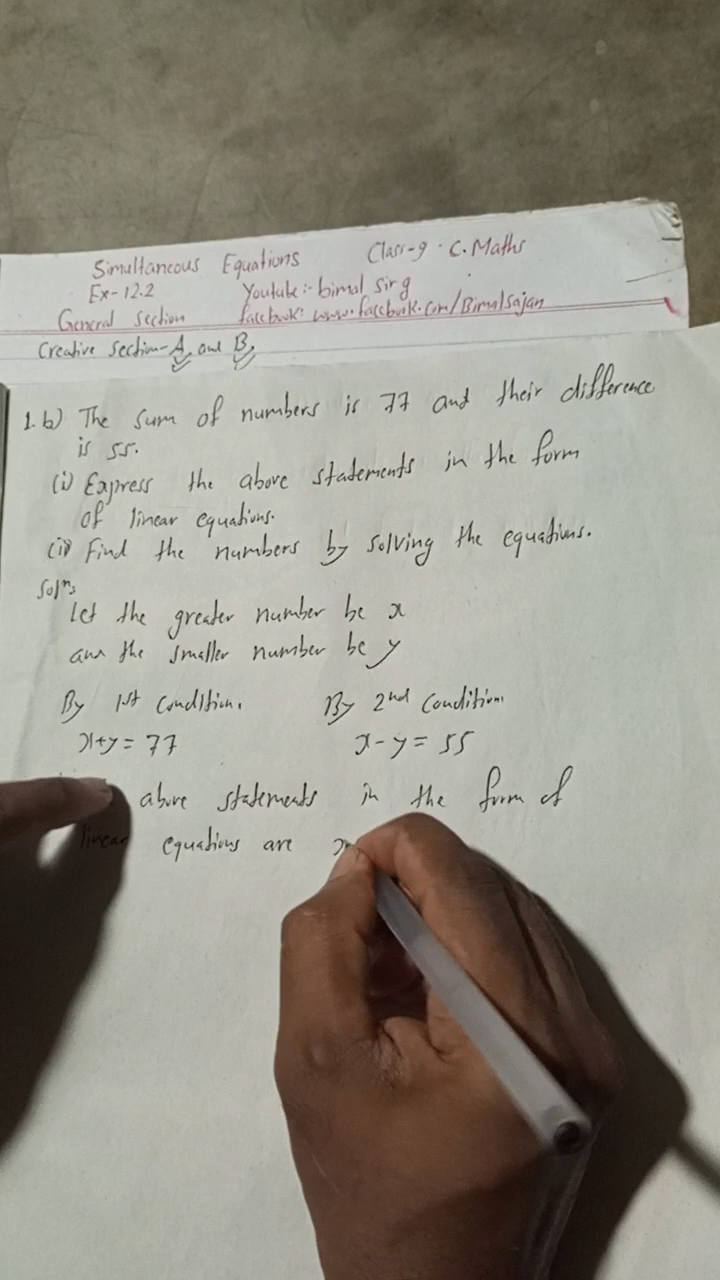 Simultaneous Equations Class-9 . C. Maths
Ex-12.2 Youtube:- bimal sir g
General section facebook: www.facebook.com/Bimalsajan
Creative section-A and B.
1. b) The sum of numbers is 77 and their difference
is 55.
(i) Express the above statements in the form
of linear equations.
(ii) Find the numbers by solving the equations.
Soln:
Let the greater number be x
and the smaller number be y
By 1st Condition. By 2nd Condition
x+y = 77 x-y = 55
above statements in the form of
linear equations are x